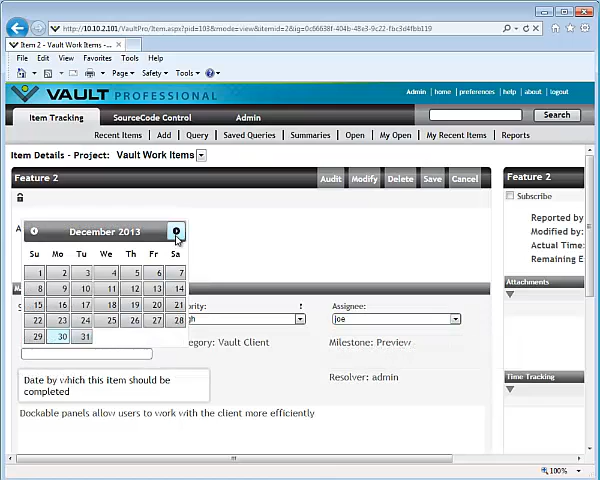 http://10.10.2.101/VaultPro/Item.aspx?pid=103&mode=view&itemid=2&ig=0c66638f-404b-48e3-9c22-fbc3d4fbb119
Item 2 - Vault Work Items - ...
File Edit View Favorites Tools Help
Page Safety Tools
VAULT PROFESSIONAL
Admin | home | preferences | help | about | logout
Item Tracking SourceCode Control Admin Search
Recent Items | Add | Query | Saved Queries | Summaries | Open | My Open | My Recent Items | Reports
Item Details - Project: Vault Work Items
Feature 2 Audit Modify Delete Save Cancel Feature 2
Subscribe
Reported by
Modified by:
Actual Time:
Remaining E
December 2013
Su Mo Tu We Th Fr Sa
1 2 3 4 5 6 7
8 9 10 11 12 13 14
15 16 17 18 19 20 21
22 23 24 25 26 27 28
29 30 31
Attachments
ority: Assignee:
gh joe
egory: Vault Client Milestone: Preview
Date by which this item should be completed
Resolver: admin
Time Tracking
Dockable panels allow users to work with the client more efficiently
100%